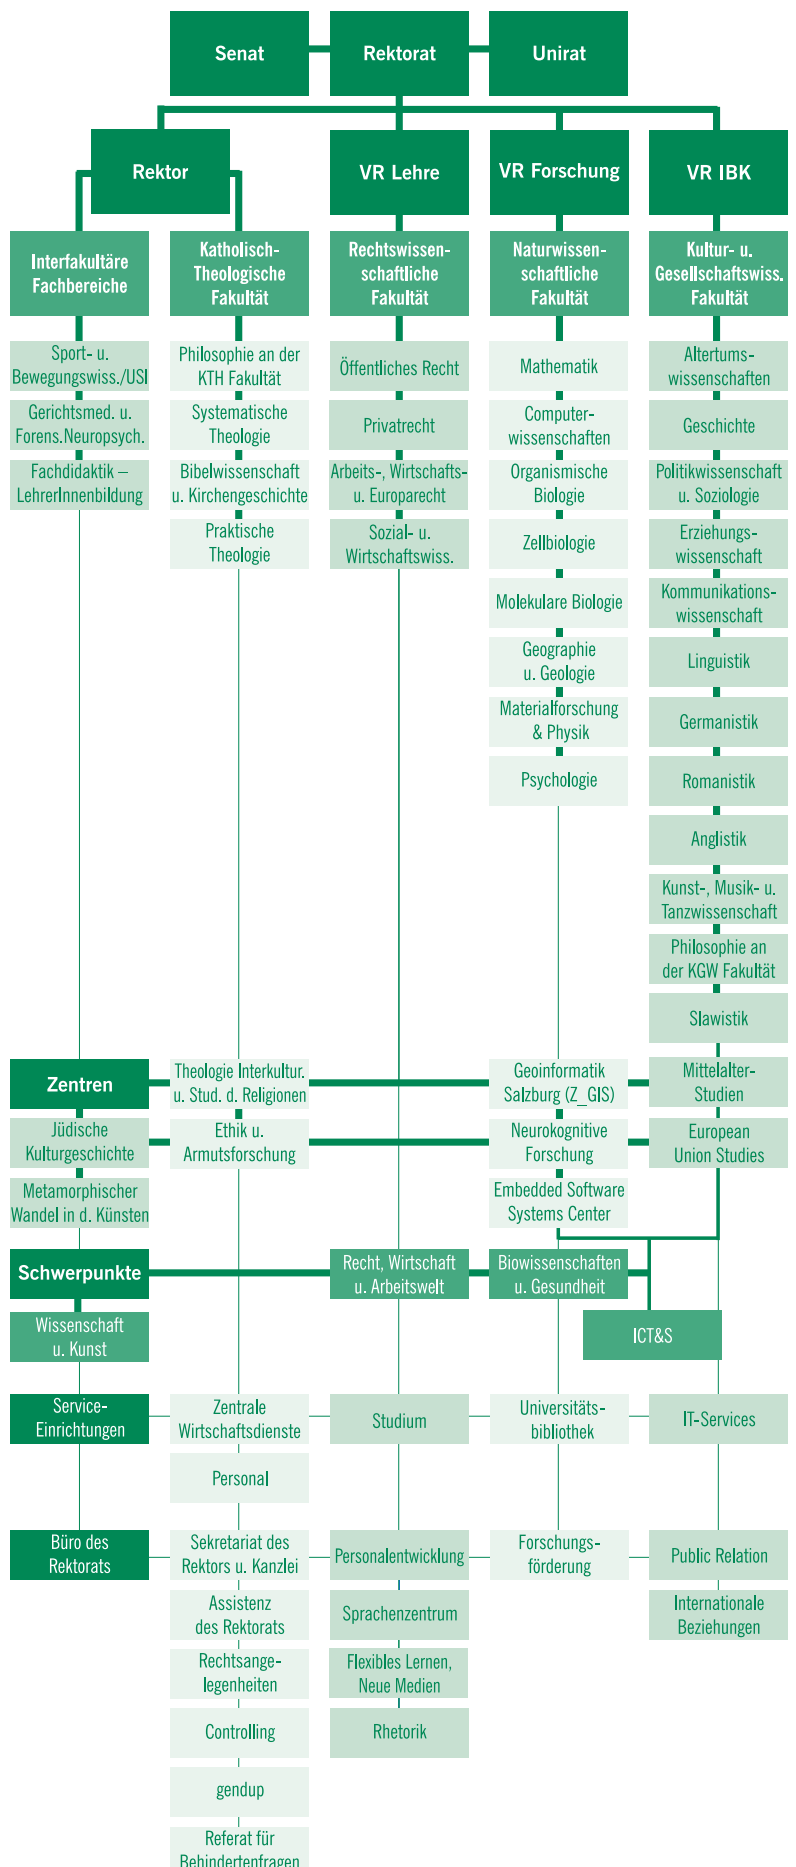 Senat
Rektorat
Unirat
Rektor
VR Lehre
VR Forschung
VR IBK
Interfakultäre
Fachbereiche
Katholisch-
Theologische
Fakultät
Rechtswissen-
schaftliche
Fakultät
Naturwissen-
schaftliche
Fakultät
Kultur- u.
Gesellschaftswiss.
Fakultät
Sport- u.
Bewegungswiss./USI
Gerichtsmed. u.
Forens.Neuropsych.
Fachdidaktik –
LehrerInnenbildung
Philosophie an der
KTH Fakultät
Systematische
Theologie
Bibelwissenschaft
u. Kirchengeschichte
Praktische
Theologie
Öffentliches Recht
Privatrecht
Arbeits-, Wirtschafts-
u. Europarecht
Sozial- u.
Wirtschaftswiss.
Mathematik
Computer-
wissenschaften
Organismische
Biologie
Zellbiologie
Molekulare Biologie
Geographie
u. Geologie
Materialforschung
& Physik
Psychologie
Altertums-
wissenschaften
Geschichte
Politikwissenschaft
u. Soziologie
Erziehungs-
wissenschaft
Kommunikations-
wissenschaft
Linguistik
Germanistik
Romanistik
Anglistik
Kunst-, Musik- u.
Tanzwissenschaft
Philosophie an
der KGW Fakultät
Slawistik
Zentren
Theologie Interkultur.
u. Stud. d. Religionen
Geoinformatik
Salzburg (Z_GIS)
Mittelalter-
Studien
Jüdische
Kulturgeschichte
Ethik u.
Armutsforschung
Neurokognitive
Forschung
European
Union Studies
Metamorphischer
Wandel in d. Künsten
Embedded Software
Systems Center
Schwerpunkte
Recht, Wirtschaft
u. Arbeitswelt
Biowissenschaften
u. Gesundheit
Wissenschaft
u. Kunst
ICT&S
Service-
Einrichtungen
Zentrale
Wirtschaftsdienste
Studium
Universitäts-
bibliothek
IT-Services
Personal
Büro des
Rektorats
Sekretariat des
Rektors u. Kanzlei
Personalentwicklung
Forschungs-
förderung
Public Relation
Assistenz
des Rektorats
Sprachenzentrum
Internationale
Beziehungen
Rechtsange-
legenheiten
Flexibles Lernen,
Neue Medien
Controlling
Rhetorik
gendup
Referat für
Behindertenfragen